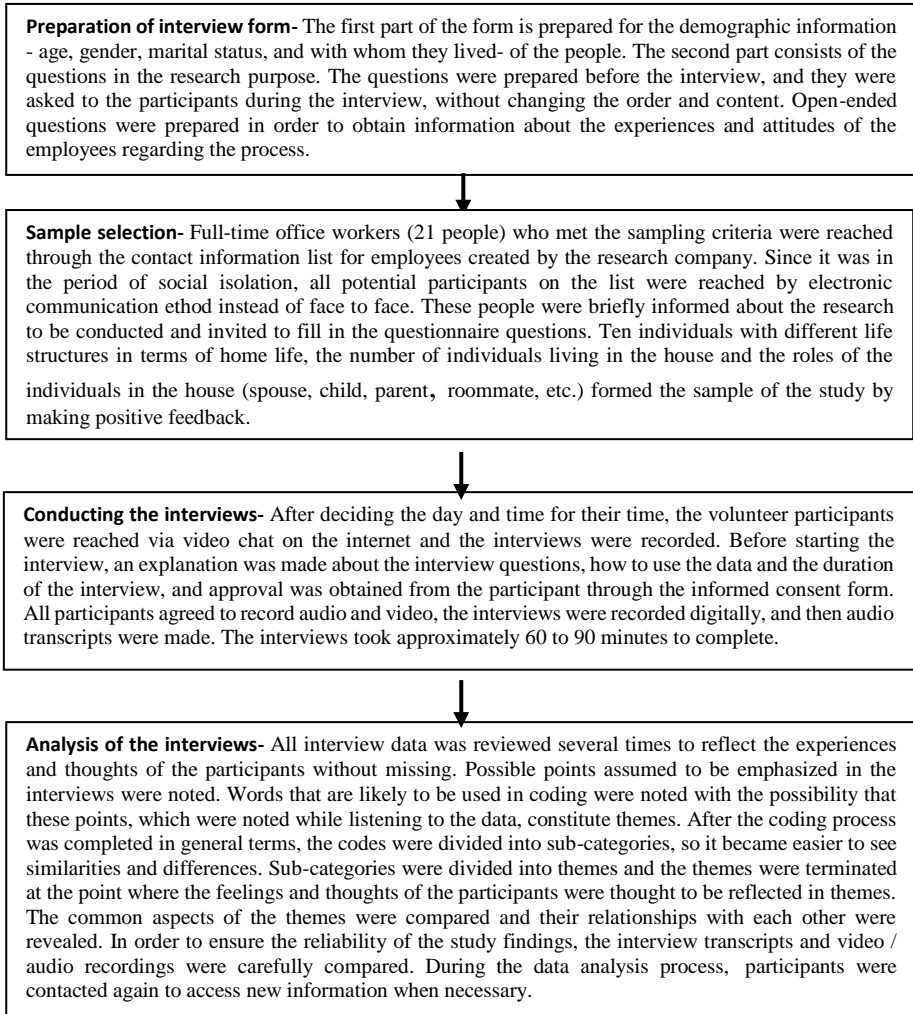 Preparation of interview form- The first part of the form is prepared for the demographic information
- age, gender, marital status, and with whom they lived- of the people. The second part consists of the
questions in the research purpose. The questions were prepared before the interview, and they were
asked to the participants during the interview, without changing the order and content. Open-ended
questions were prepared in order to obtain information about the experiences and attitudes of the
employees regarding the process.
Sample selection- Full-time office workers (21 people) who met the sampling criteria were reached
through the contact information list for employees created by the research company. Since it was in
the period of social isolation, all potential participants on the list were reached by electronic
communication ethod instead of face to face. These people were briefly informed about the research
to be conducted and invited to fill in the questionnaire questions. Ten individuals with different life
structures in terms of home life, the number of individuals living in the house and the roles of the
individuals in the house (spouse, child, parent, roommate, etc.) formed the sample of the study by
making positive feedback.
Conducting the interviews- After deciding the day and time for their time, the volunteer participants
were reached via video chat on the internet and the interviews were recorded. Before starting the
interview, an explanation was made about the interview questions, how to use the data and the duration
of the interview, and approval was obtained from the participant through the informed consent form.
All participants agreed to record audio and video, the interviews were recorded digitally, and then audio
transcripts were made. The interviews took approximately 60 to 90 minutes to complete.
Analysis of the interviews- All interview data was reviewed several times to reflect the experiences
and thoughts of the participants without missing. Possible points assumed to be emphasized in the
interviews were noted. Words that are likely to be used in coding were noted with the possibility that
these points, which were noted while listening to the data, constitute themes. After the coding process
was completed in general terms, the codes were divided into sub-categories, so it became easier to see
similarities and differences. Sub-categories were divided into themes and the themes were terminated
at the point where the feelings and thoughts of the participants were thought to be reflected in themes.
The common aspects of the themes were compared and their relationships with each other were
revealed. In order to ensure the reliability of the study findings, the interview transcripts and video /
audio recordings were carefully compared. During the data analysis process, participants were
contacted again to access new information when necessary.